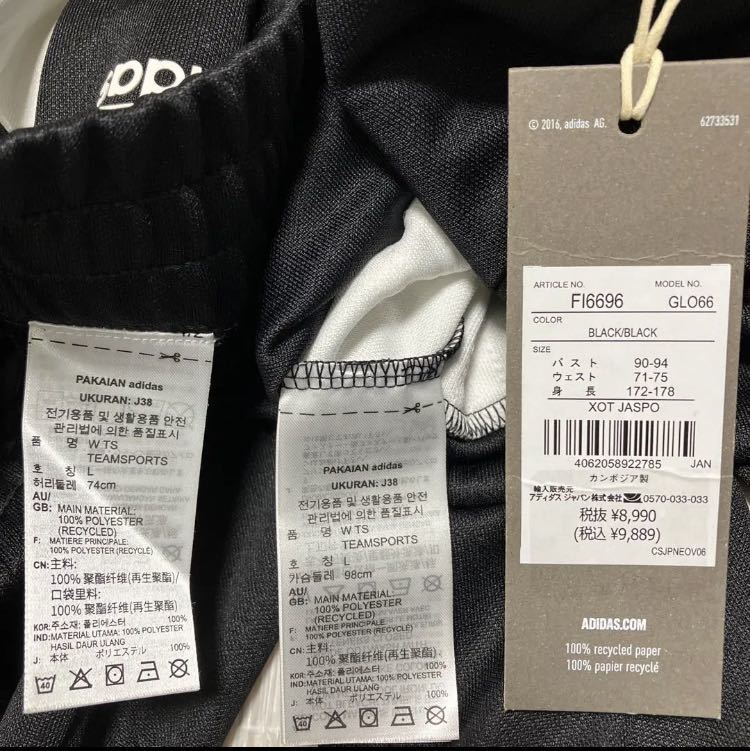 adidas
PAKAIAN adidas
UKURAN: J38
전기용품 및 생활용품 안전
관리법에 의한 품질표시
품 명 W TS
TEAMSPORTS
호 칭 L
허리둘레 74cm
AU/
GB: MAIN MATERIAL:
100% POLYESTER
(RECYCLED)
F: MATIERE PRINCIPALE:
100% POLYESTER (RECYCLÉ)
CN: 主料:
100% 聚酯纤维(再生聚酯)/
口袋里料:
100% 聚酯纤维(再生聚酯)
KOR: 주소재: 폴리에스터 100%
IND: MATERIAL UTAMA: 100% POLYESTER
HASIL DAUR ULANG
J: 本体 ポリエステル 100%
40
PAKAIAN adidas
UKURAN: J38
전기용품 및 생활용품 안전
관리법에 의한 품질표시
품 명 W TS
TEAMSPORTS
호 칭 L
가슴둘레 98cm
AU/
GB: MAIN MATERIAL:
100% POLYESTER
(RECYCLED)
F: MATIERE PRINCIPALE:
100% POLYESTER (RECYCLÉ)
CN: 主料:
100% 聚酯纤维(再生聚酯)
KOR: 주소재: 폴리에스터 100%
IND: MATERIAL UTAMA: 100% POLYESTER
HASIL DAUR ULANG
J: 本体 ポリエステル 100%
40
© 2016, adidas AG. 62733531
ARTICLE NO. MODEL NO.
FI6696 GLO66
COLOR
BLACK/BLACK
SIZE
バスト 90-94
ウェスト 71-75
身長 172-178
XOT JASPO
4062058922785 JAN
カンボジア製
輸入販売元
アディダス ジャパン株式会社 0570-033-033
税抜 ¥8,990
(税込 ¥9,889)
CSJPNEOV06
ADIDAS.COM
100% recycled paper
100% papier recyclé